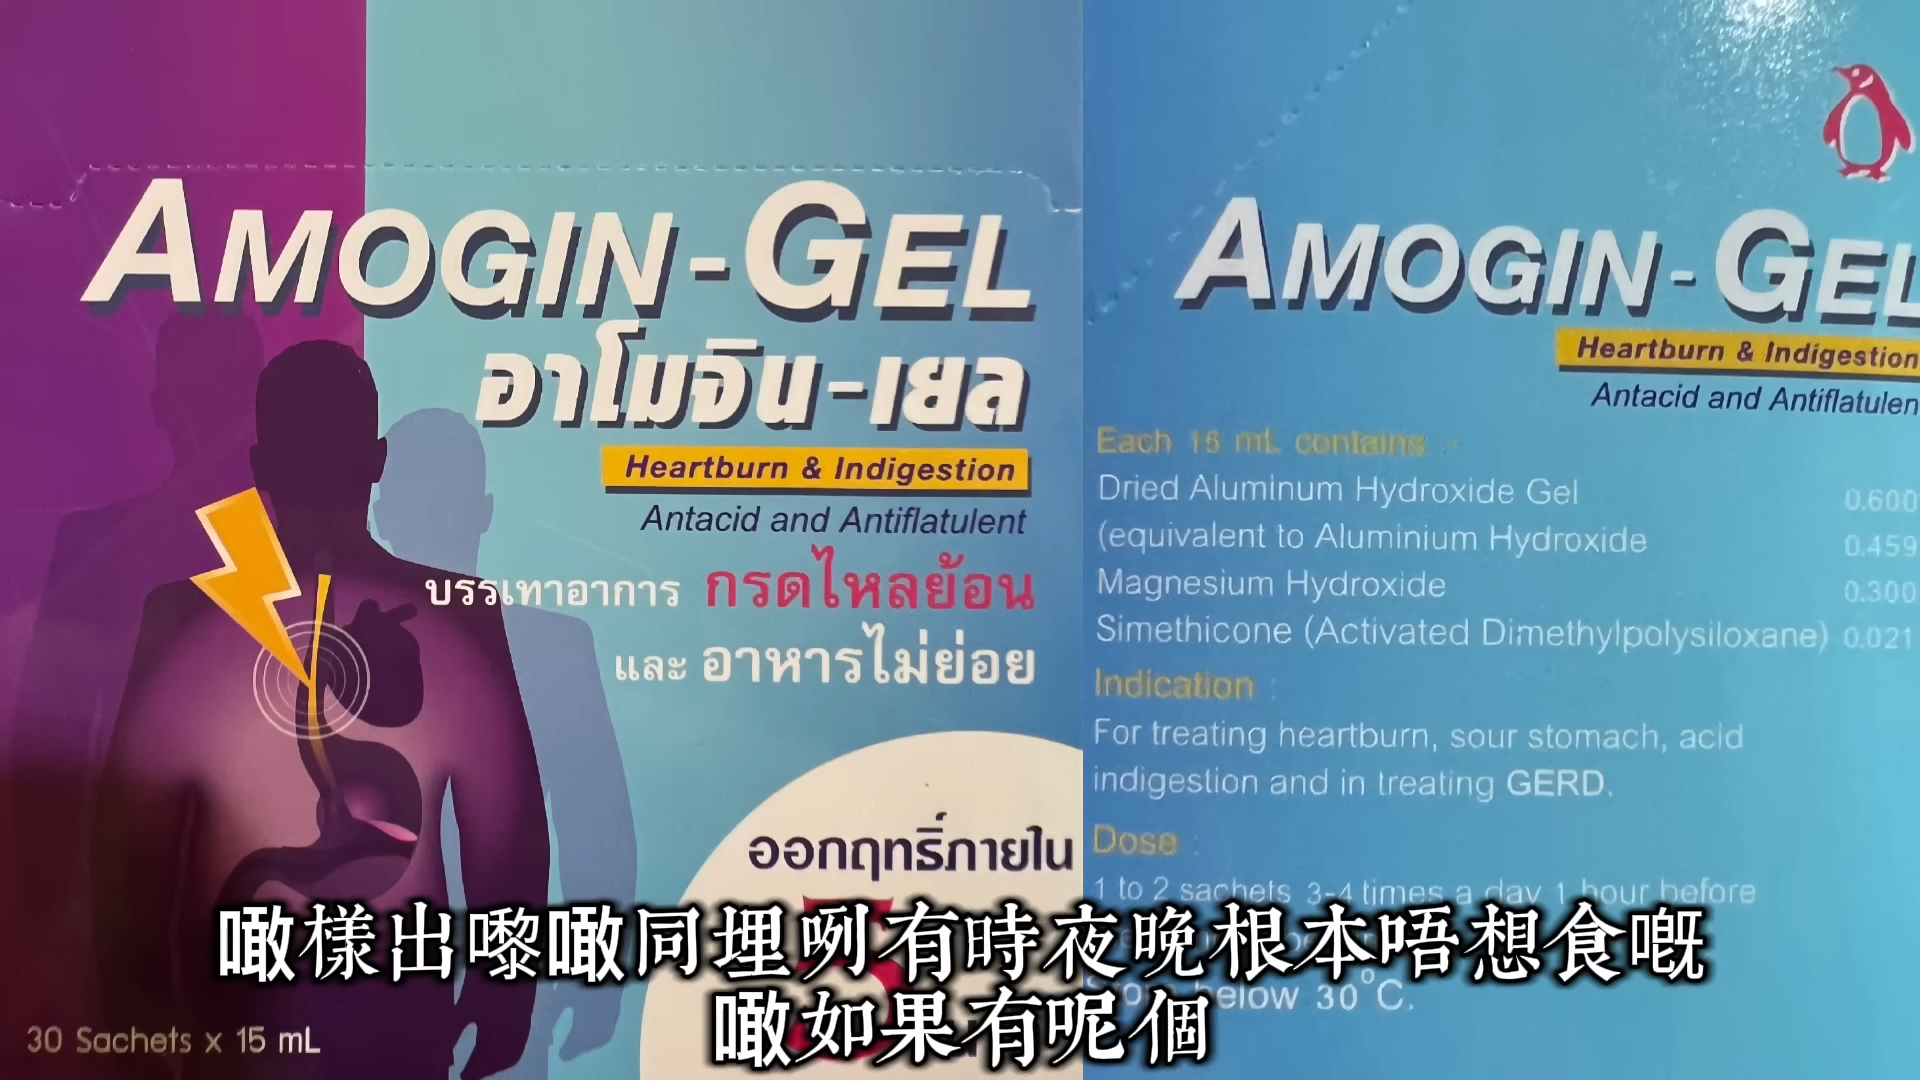 AMOGIN-GEL
อาโมจิน-เยล
Heartburn & Indigestion
Antacid and Antiflatulent
บรรเทาอาการ กรดไหลย้อน
และ อาหารไม่ย่อย
ออกฤทธิ์ภายใน
30 Sachets x 15 mL
AMOGIN-GEL
Heartburn & Indigestion
Antacid and Antiflatulen
Each 15 mL contains :-
Dried Aluminum Hydroxide Gel 0.600
(equivalent to Aluminium Hydroxide 0.459
Magnesium Hydroxide 0.300
Simethicone (Activated Dimethylpolysiloxane) 0.021
Indication :
For treating heartburn, sour stomach, acid
indigestion and in treating GERD.
Dose :
1 to 2 sachets 3-4 times a day 1 hour before
below 30°C.
噉樣出嚟噉同埋咧有時夜晚根本唔想食嘅
噉如果有呢個